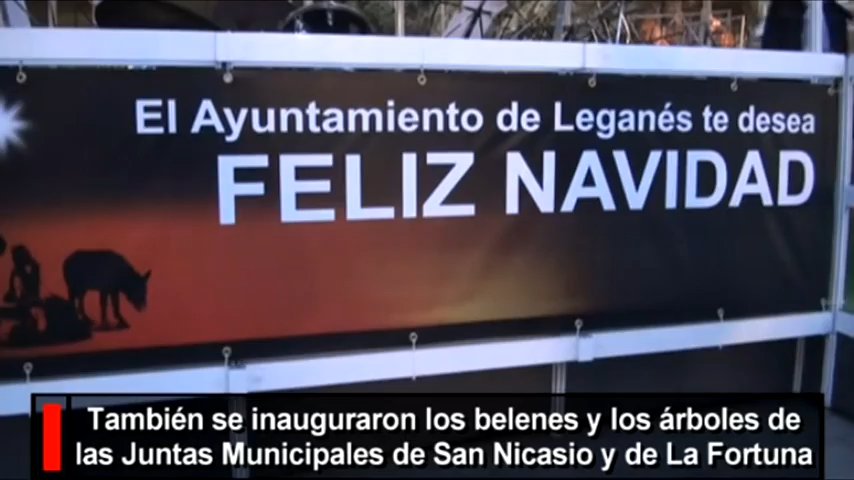 El Ayuntamiento de Leganés te desea
FELIZ NAVIDAD
También se inauguraron los belenes y los árboles de
las Juntas Municipales de San Nicasio y de La Fortuna